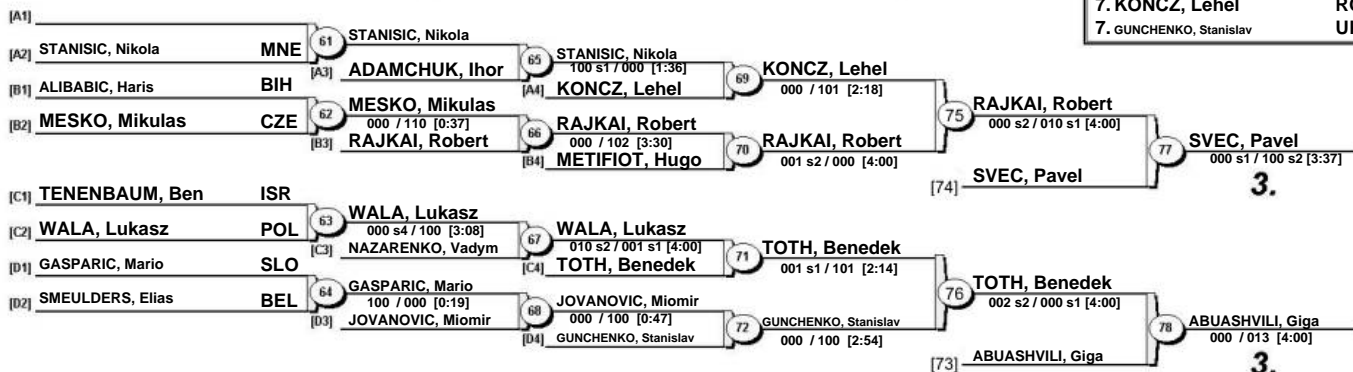 7. KONCZ, Lehel
7. GUNCHENKO, Stanislav
[A1]
[A2] STANISIC, Nikola MNE
61 STANISIC, Nikola
[A3] ADAMCHUK, Ihor
65 STANISIC, Nikola
100 s1 / 000 [1:36]
[A4] KONCZ, Lehel
69 KONCZ, Lehel
000 / 101 [2:18]
[B1] ALIBABIC, Haris BIH
[B2] MESKO, Mikulas CZE
62 MESKO, Mikulas
000 / 110 [0:37]
[B3] RAJKAI, Robert
66 RAJKAI, Robert
000 / 102 [3:30]
[B4] METIFIOT, Hugo
70 RAJKAI, Robert
001 s2 / 000 [4:00]
75 RAJKAI, Robert
000 s2 / 010 s1 [4:00]
[74] SVEC, Pavel
77 SVEC, Pavel
000 s1 / 100 s2 [3:37]
3.
[C1] TENENBAUM, Ben ISR
[C2] WALA, Lukasz POL
63 WALA, Lukasz
000 s4 / 100 [3:08]
[C3] NAZARENKO, Vadym
67 WALA, Lukasz
010 s2 / 001 s1 [4:00]
[C4] TOTH, Benedek
71 TOTH, Benedek
001 s1 / 101 [2:14]
[D1] GASPARIC, Mario SLO
[D2] SMEULDERS, Elias BEL
64 GASPARIC, Mario
100 / 000 [0:19]
[D3] JOVANOVIC, Miomir
68 JOVANOVIC, Miomir
000 / 100 [0:47]
[D4] GUNCHENKO, Stanislav
72 GUNCHENKO, Stanislav
000 / 100 [2:54]
76 TOTH, Benedek
002 s2 / 000 s1 [4:00]
[73] ABUASHVILI, Giga
78 ABUASHVILI, Giga
000 / 013 [4:00]
3.